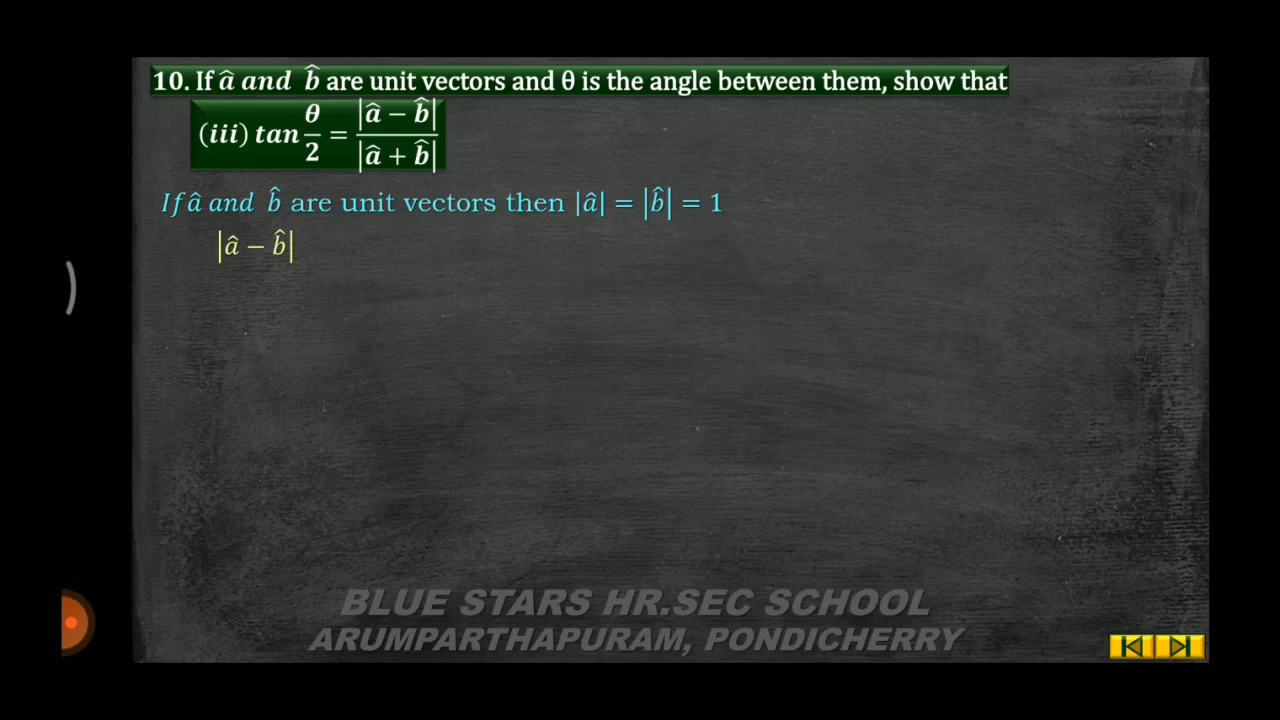 10. If â and b̂ are unit vectors and θ is the angle between them, show that
(iii) tan θ/2 = |â − b̂| / |â + b̂|
If â and b̂ are unit vectors then |â| = |b̂| = 1
|â − b̂|
BLUE STARS HR.SEC SCHOOL
ARUMPARTHAPURAM, PONDICHERRY